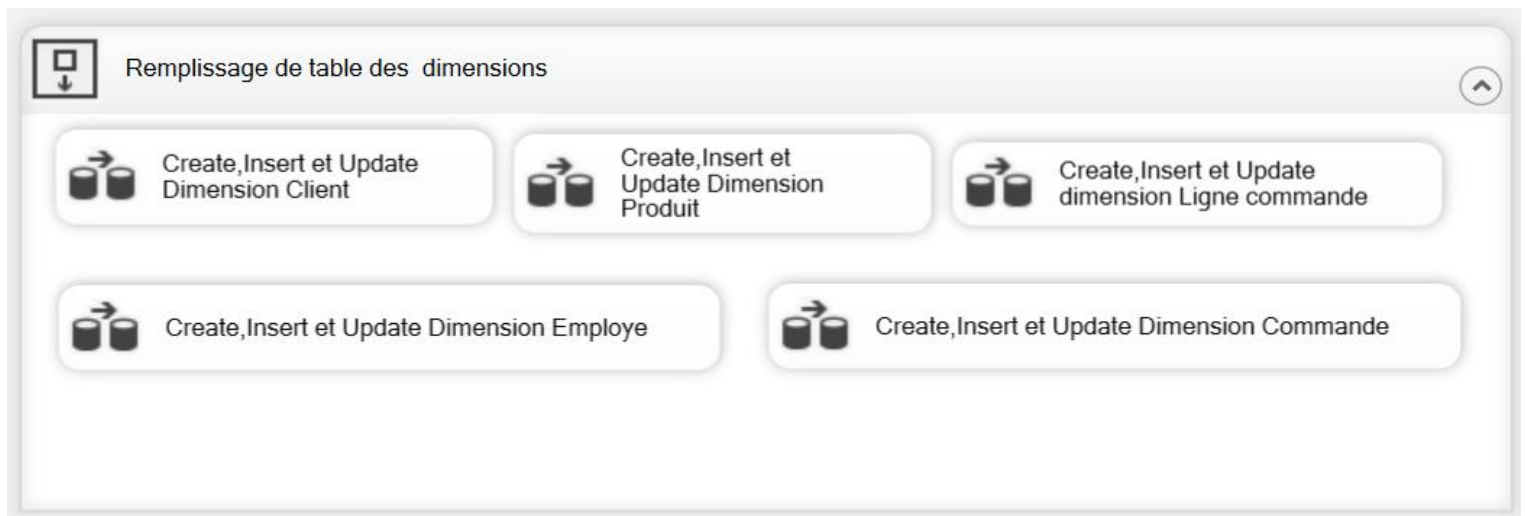 Remplissage de table des  dimensions
Create,Insert et Update
Dimension Client
Create,Insert et
Update Dimension
Produit
Create,Insert et Update
dimension Ligne commande
Create,Insert et Update Dimension Employe
Create,Insert et Update Dimension Commande